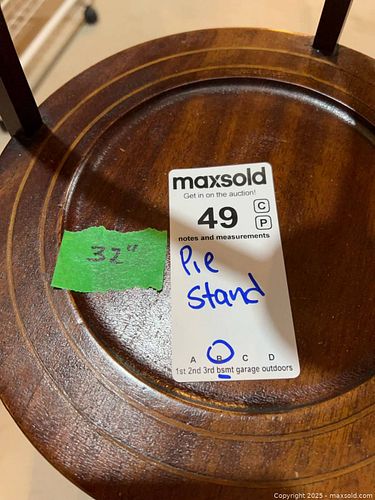 maxsold
Get in on the auction!
49
C
P
notes and measurements
32"
Pie
stand
A B C D
1st 2nd 3rd bsmt garage outdoors
Copyright 2025 - maxsold.com